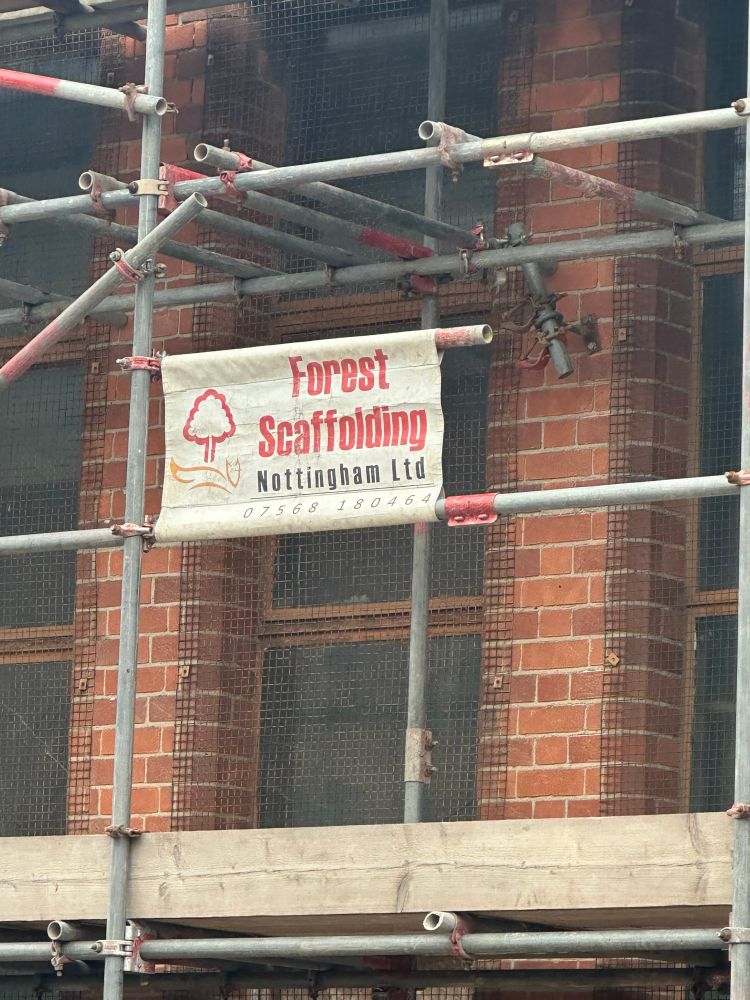 Forest
Scaffolding
Nottingham Ltd
07568 180464